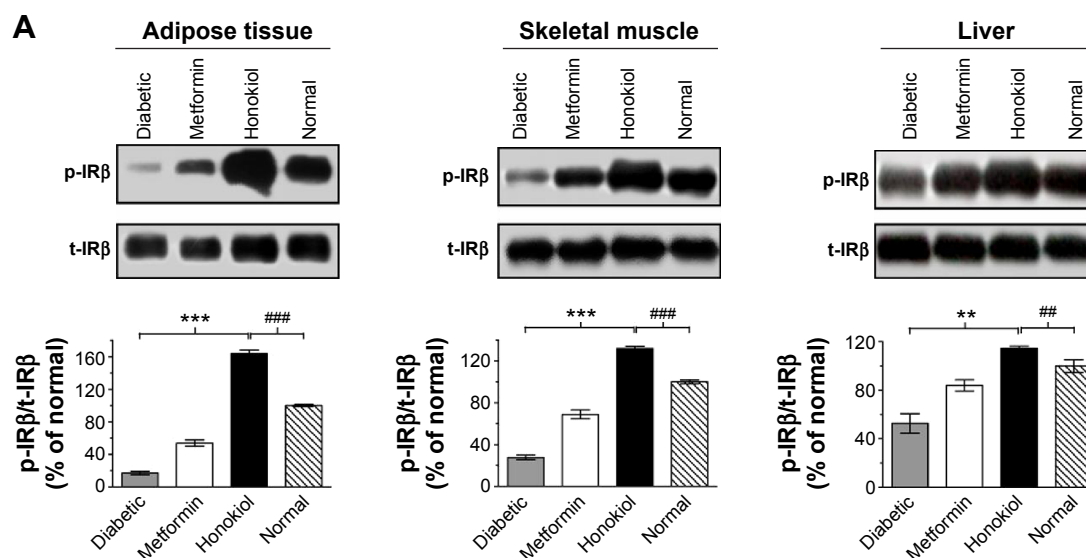 A
Adipose tissue
Skeletal muscle
Liver
Diabetic Metformin Honokiol Normal
Diabetic Metformin Honokiol Normal
Diabetic Metformin Honokiol Normal
p-IRβ
p-IRβ
p-IRβ
t-IRβ
t-IRβ
t-IRβ
*** ###
*** ###
** ##
p-IRβ/t-IRβ
(% of normal)
160
120
80
40
0
Diabetic Metformin Honokiol Normal
p-IRβ/t-IRβ
(% of normal)
120
80
40
0
Diabetic Metformin Honokiol Normal
p-IRβ/t-IRβ
(% of normal)
120
80
40
0
Diabetic Metformin Honokiol Normal